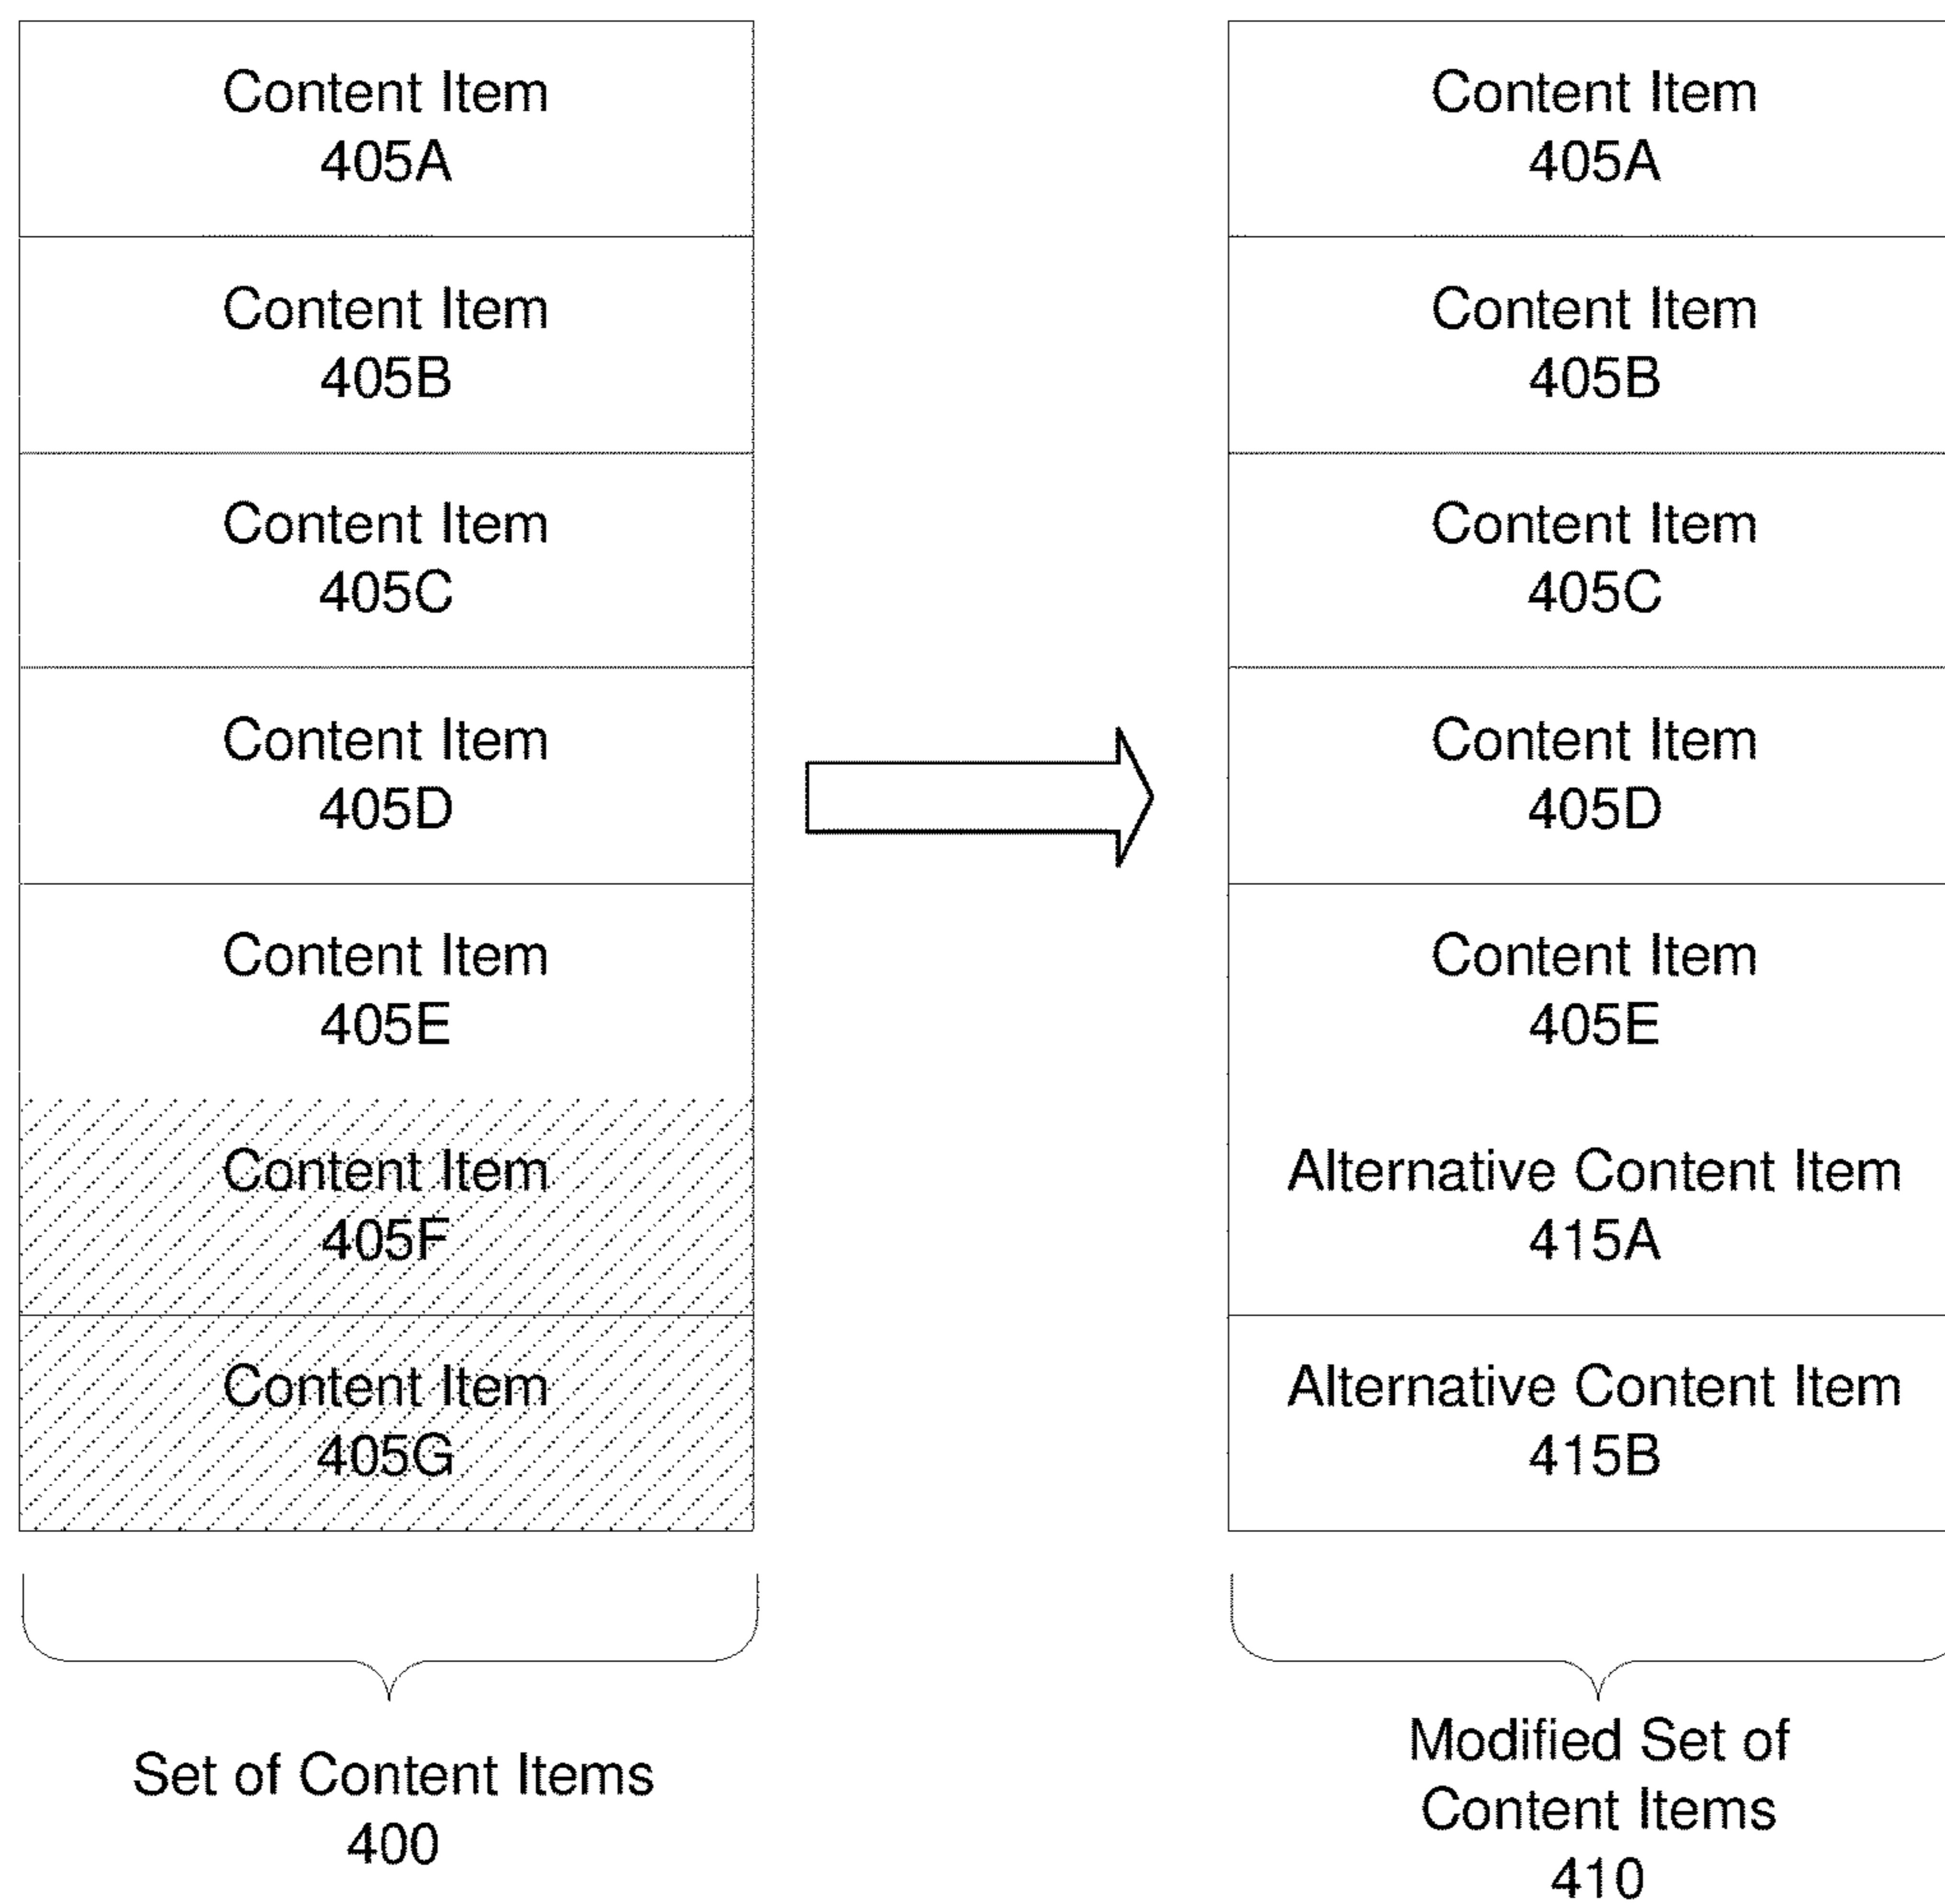 Content Item
405A
Content Item
405B
Content Item
405C
Content Item
405D
Content Item
405E
Content Item
405F
Content Item
405G
Set of Content Items
400
Content Item
405A
Content Item
405B
Content Item
405C
Content Item
405D
Content Item
405E
Alternative Content Item
415A
Alternative Content Item
415B
Modified Set of
Content Items
410